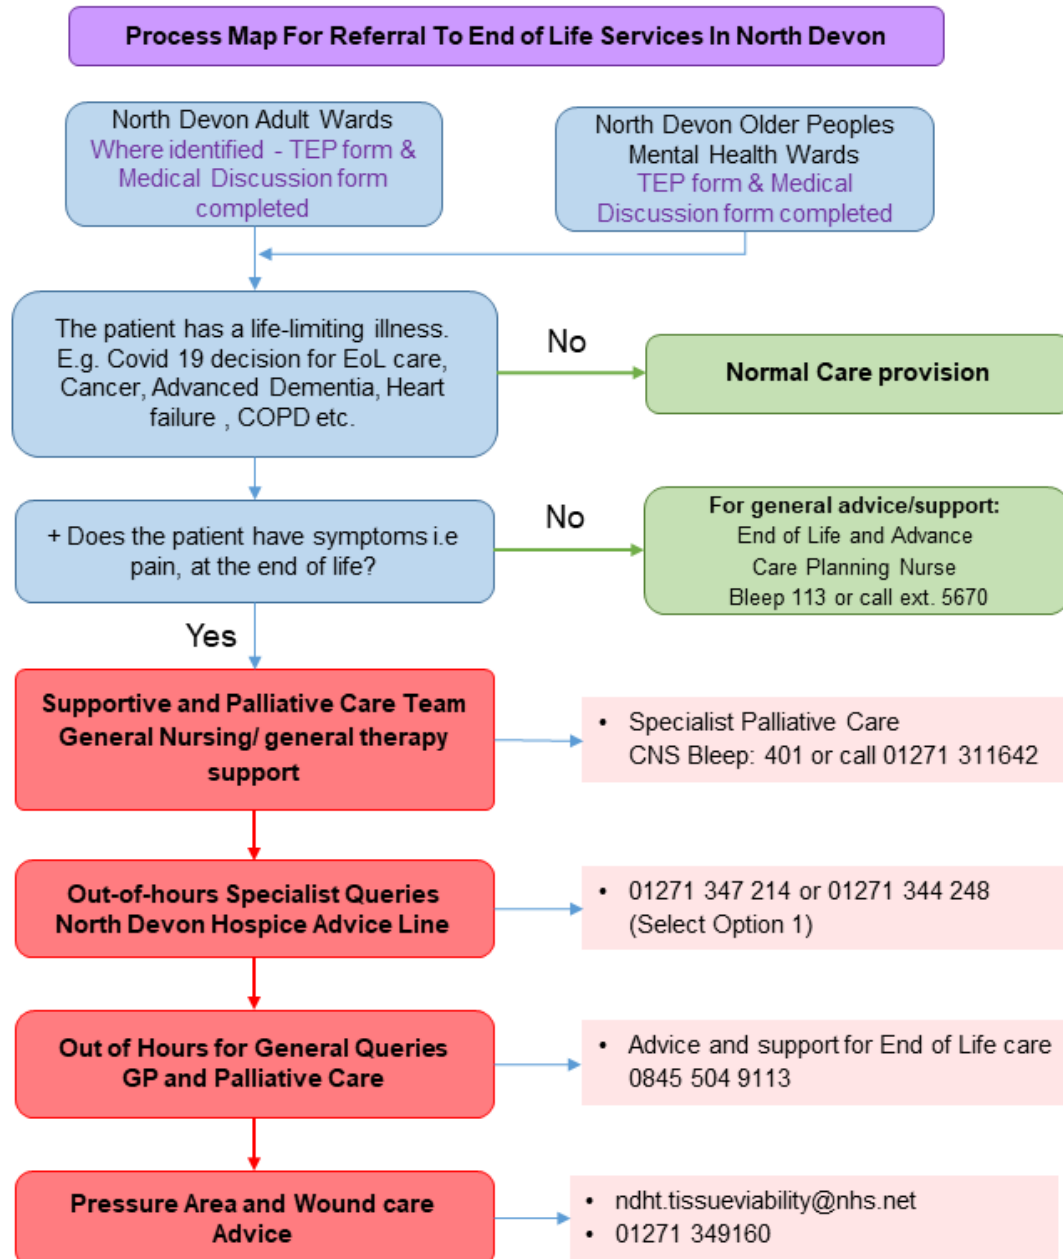 Process Map For Referral To End of Life Services In North Devon
North Devon Adult Wards
Where identified - TEP form &
Medical Discussion form
completed
North Devon Older Peoples
Mental Health Wards
TEP form & Medical
Discussion form completed
The patient has a life-limiting illness.
E.g. Covid 19 decision for EoL care,
Cancer, Advanced Dementia, Heart
failure , COPD etc.
No
Normal Care provision
+ Does the patient have symptoms i.e
pain, at the end of life?
No
For general advice/support:
End of Life and Advance
Care Planning Nurse
Bleep 113 or call ext. 5670
Yes
Supportive and Palliative Care Team
General Nursing/ general therapy
support
• Specialist Palliative Care
CNS Bleep: 401 or call 01271 311642
Out-of-hours Specialist Queries
North Devon Hospice Advice Line
• 01271 347 214 or 01271 344 248
(Select Option 1)
Out of Hours for General Queries
GP and Palliative Care
• Advice and support for End of Life care
0845 504 9113
Pressure Area and Wound care
Advice
• ndht.tissueviability@nhs.net
• 01271 349160